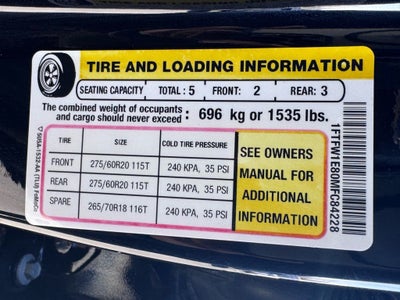 TIRE AND LOADING INFORMATION
SEATING CAPACITY TOTAL : 5 FRONT: 2 REAR: 3
The combined weight of occupants
and cargo should never exceed : 696 kg or 1535 lbs.
TIRE SIZE COLD TIRE PRESSURE
FRONT 275/60R20 115T 240 KPA, 35 PSI
REAR 275/60R20 115T 240 KPA, 35 PSI
SPARE 265/70R18 116T 240 KPA, 35 PSI
SEE OWNERS
MANUAL FOR
ADDITIONAL
INFORMATION
1FTFW1E80MFC84228